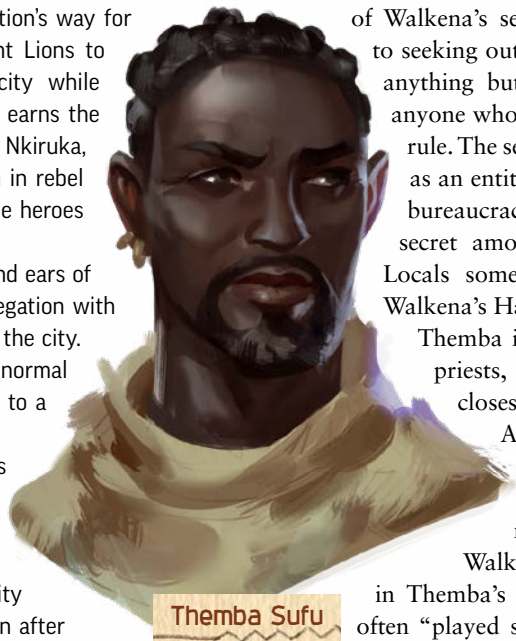 tion's way for
nt Lions to
city while
earns the
Nkiruka,
in rebel
e heroes
nd ears of
egation with
the city.
normal
to a
s
ity
n after
Themba Sufu
of Walkena's se
to seeking out
anything but
anyone who
rule. The se
as an entit
bureaucrac
secret amo
Locals some
Walkena's Ha
Themba i
priests,
closes
A
Walk
in Themba's
often "played s